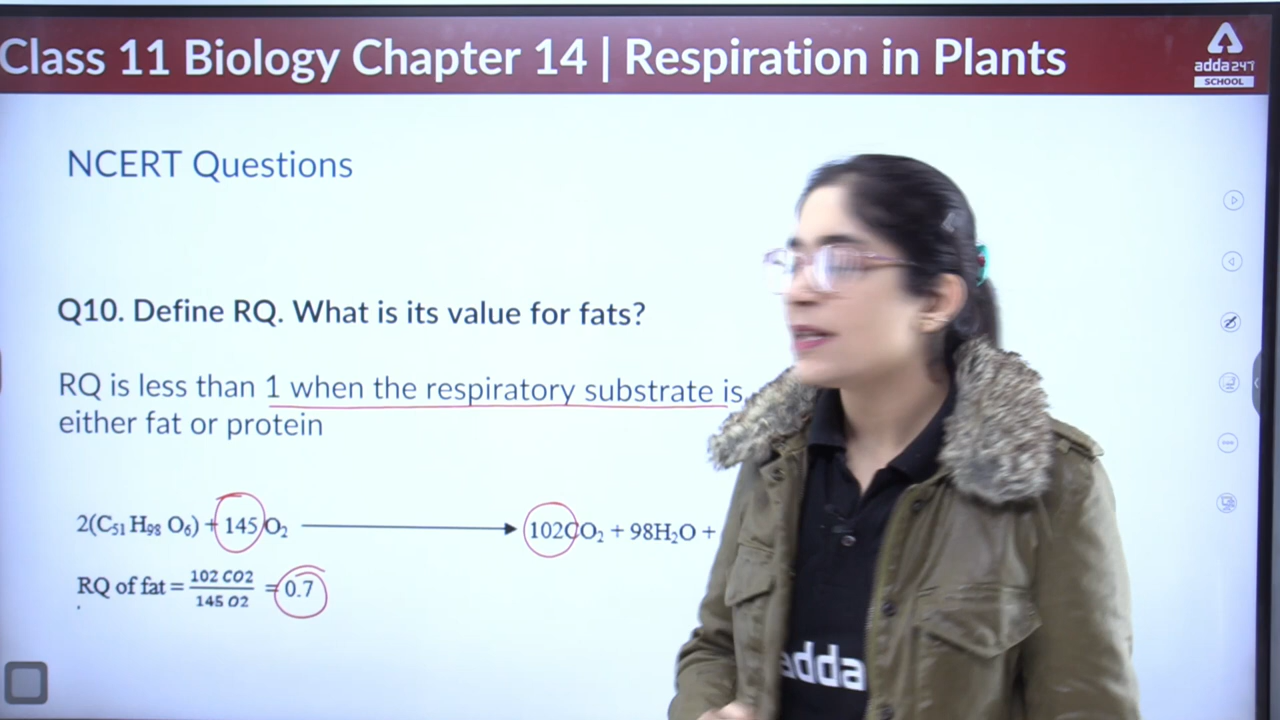 Class 11 Biology Chapter 14 | Respiration in Plants
adda247
SCHOOL
NCERT Questions
Q10. Define RQ. What is its value for fats?
RQ is less than 1 when the respiratory substrate is
either fat or protein
2(C₅₁ H₉₈ O₆) + 145 O₂ ⟶ 102CO₂ + 98H₂O +
RQ of fat = 102 CO2 / 145 O2 = 0.7
adda